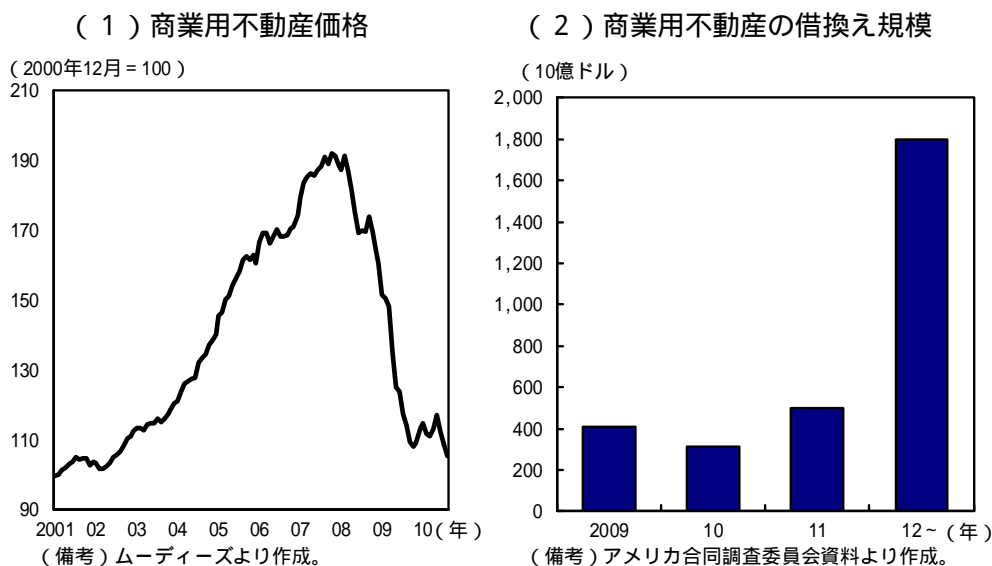 （１）商業用不動産価格
（2000年12月＝100）
210
190
170
150
130
110
90
2001 02 03 04 05 06 07 08 09 10（年）
（備考）ムーディーズより作成。
（２）商業用不動産の借換え規模
（10億ドル）
2,000
1,800
1,600
1,400
1,200
1,000
800
600
400
200
0
2009 10 11 12～（年）
（備考）アメリカ合同調査委員会資料より作成。